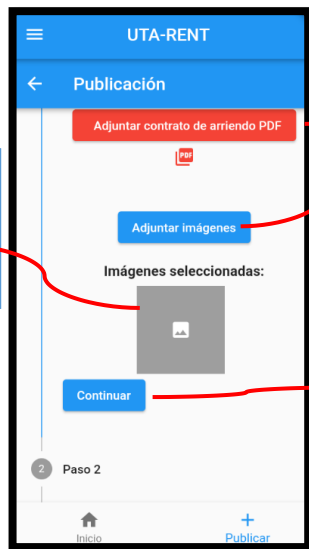 UTA-RENT
Publicación
Adjuntar contrato de arriendo PDF
PDF
Adjuntar imágenes
Imágenes seleccionadas:
Continuar
2 Paso 2
Inicio
Publicar